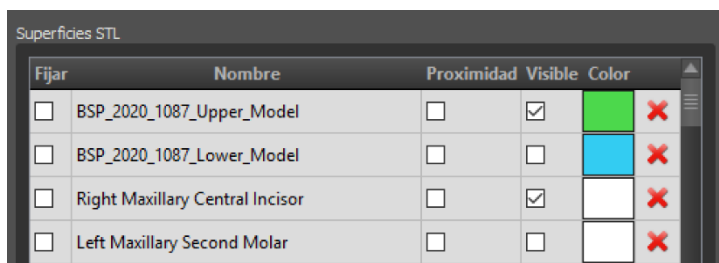 Superficies STL
Fijar Nombre Proximidad Visible Color
BSP_2020_1087_Upper_Model
BSP_2020_1087_Lower_Model
Right Maxillary Central Incisor
Left Maxillary Second Molar